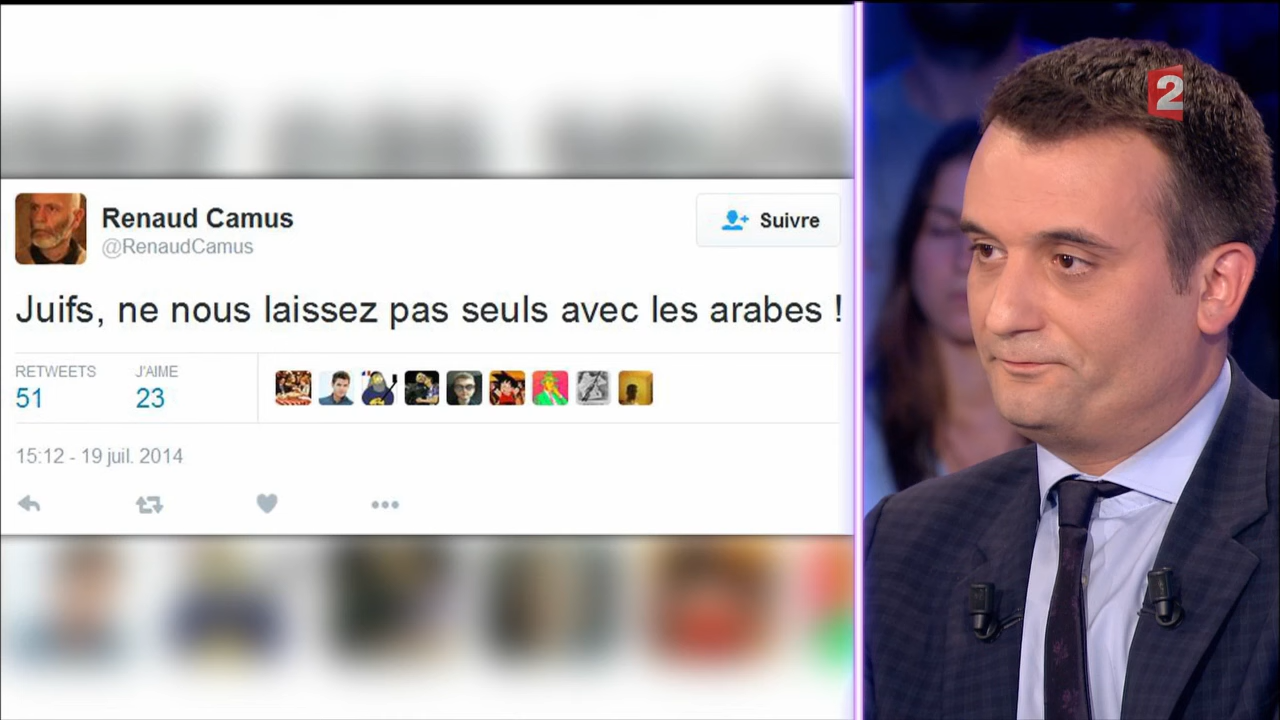 2
Renaud Camus
@RenaudCamus
Suivre
Juifs, ne nous laissez pas seuls avec les arabes !
RETWEETS
J'AIME
51
23
15:12 - 19 juil. 2014